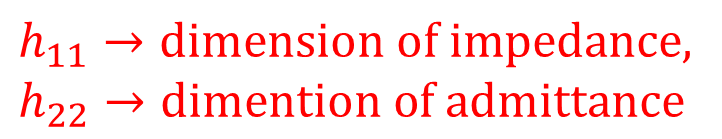 h₁₁ → dimension of impedance,
h₂₂ → dimention of admittance